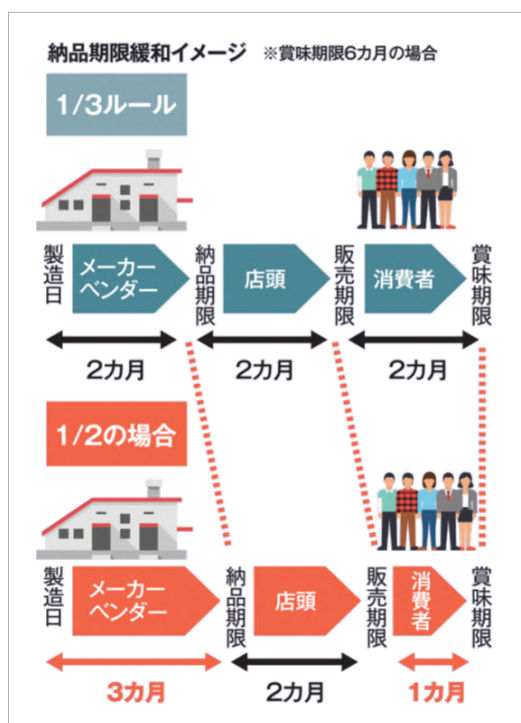 納品期限緩和イメージ ※賞味期限6カ月の場合
1/3ルール
製造日
メーカー
ベンダー
納品期限
店頭
販売期限
消費者
賞味期限
2カ月
2カ月
2カ月
1/2の場合
製造日
メーカー
ベンダー
納品期限
店頭
販売期限
消費者
賞味期限
3カ月
2カ月
1カ月